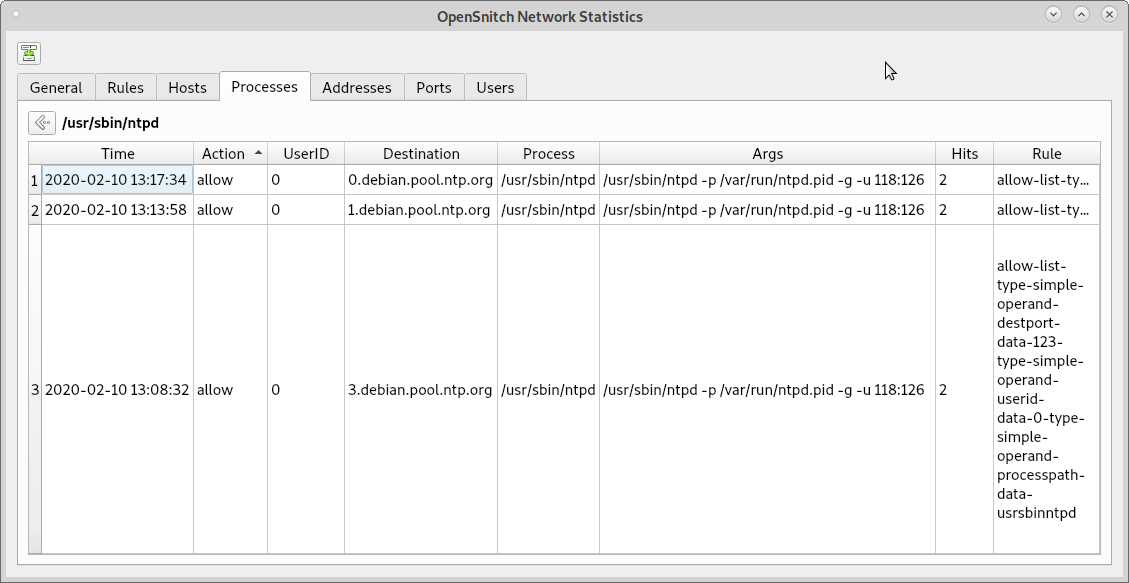 OpenSnitch Network Statistics
General Rules Hosts Processes Addresses Ports Users
/usr/sbin/ntpd
Time Action UserID Destination Process Args Hits Rule
1 2020-02-10 13:17:34 allow 0 0.debian.pool.ntp.org /usr/sbin/ntpd /usr/sbin/ntpd -p /var/run/ntpd.pid -g -u 118:126 2 allow-list-ty...
2 2020-02-10 13:13:58 allow 0 1.debian.pool.ntp.org /usr/sbin/ntpd /usr/sbin/ntpd -p /var/run/ntpd.pid -g -u 118:126 2 allow-list-ty...
3 2020-02-10 13:08:32 allow 0 3.debian.pool.ntp.org /usr/sbin/ntpd /usr/sbin/ntpd -p /var/run/ntpd.pid -g -u 118:126 2
allow-list-
type-simple-
operand-
destport-
data-123-
type-simple-
operand-
userid-
data-0-type-
simple-
operand-
processpath-
data-
usrsbinntpd